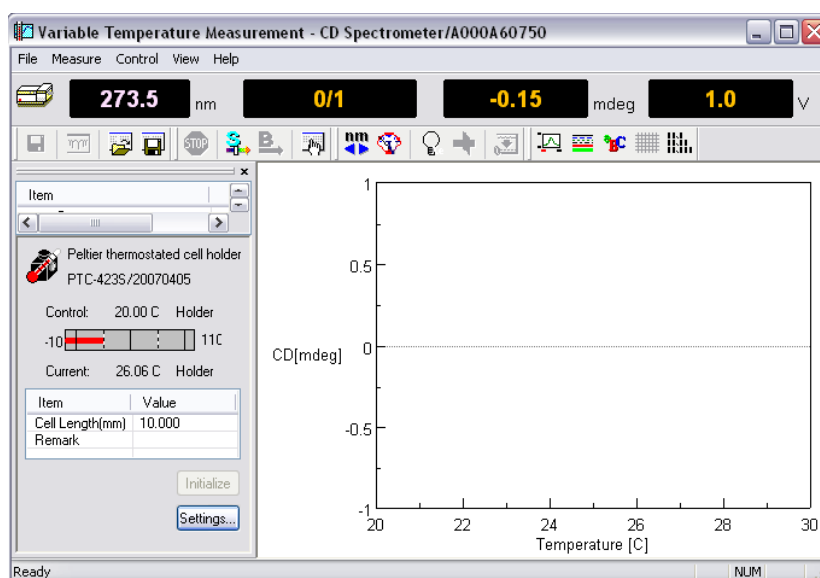 Variable Temperature Measurement - CD Spectrometer/A000A60750
File Measure Control View Help
273.5 nm 0/1 -0.15 mdeg 1.0 V
STOP S B nm BC
Item
Peltier thermostated cell holder
PTC-423S/20070405
Control: 20.00 C Holder
-10 110
Current: 26.06 C Holder
Item Value
Cell Length(mm) 10.000
Remark
Initialize
Settings...
1
0.5
CD[mdeg] 0
-0.5
-1
20 22 24 26 28 30
Temperature [C]
Ready NUM